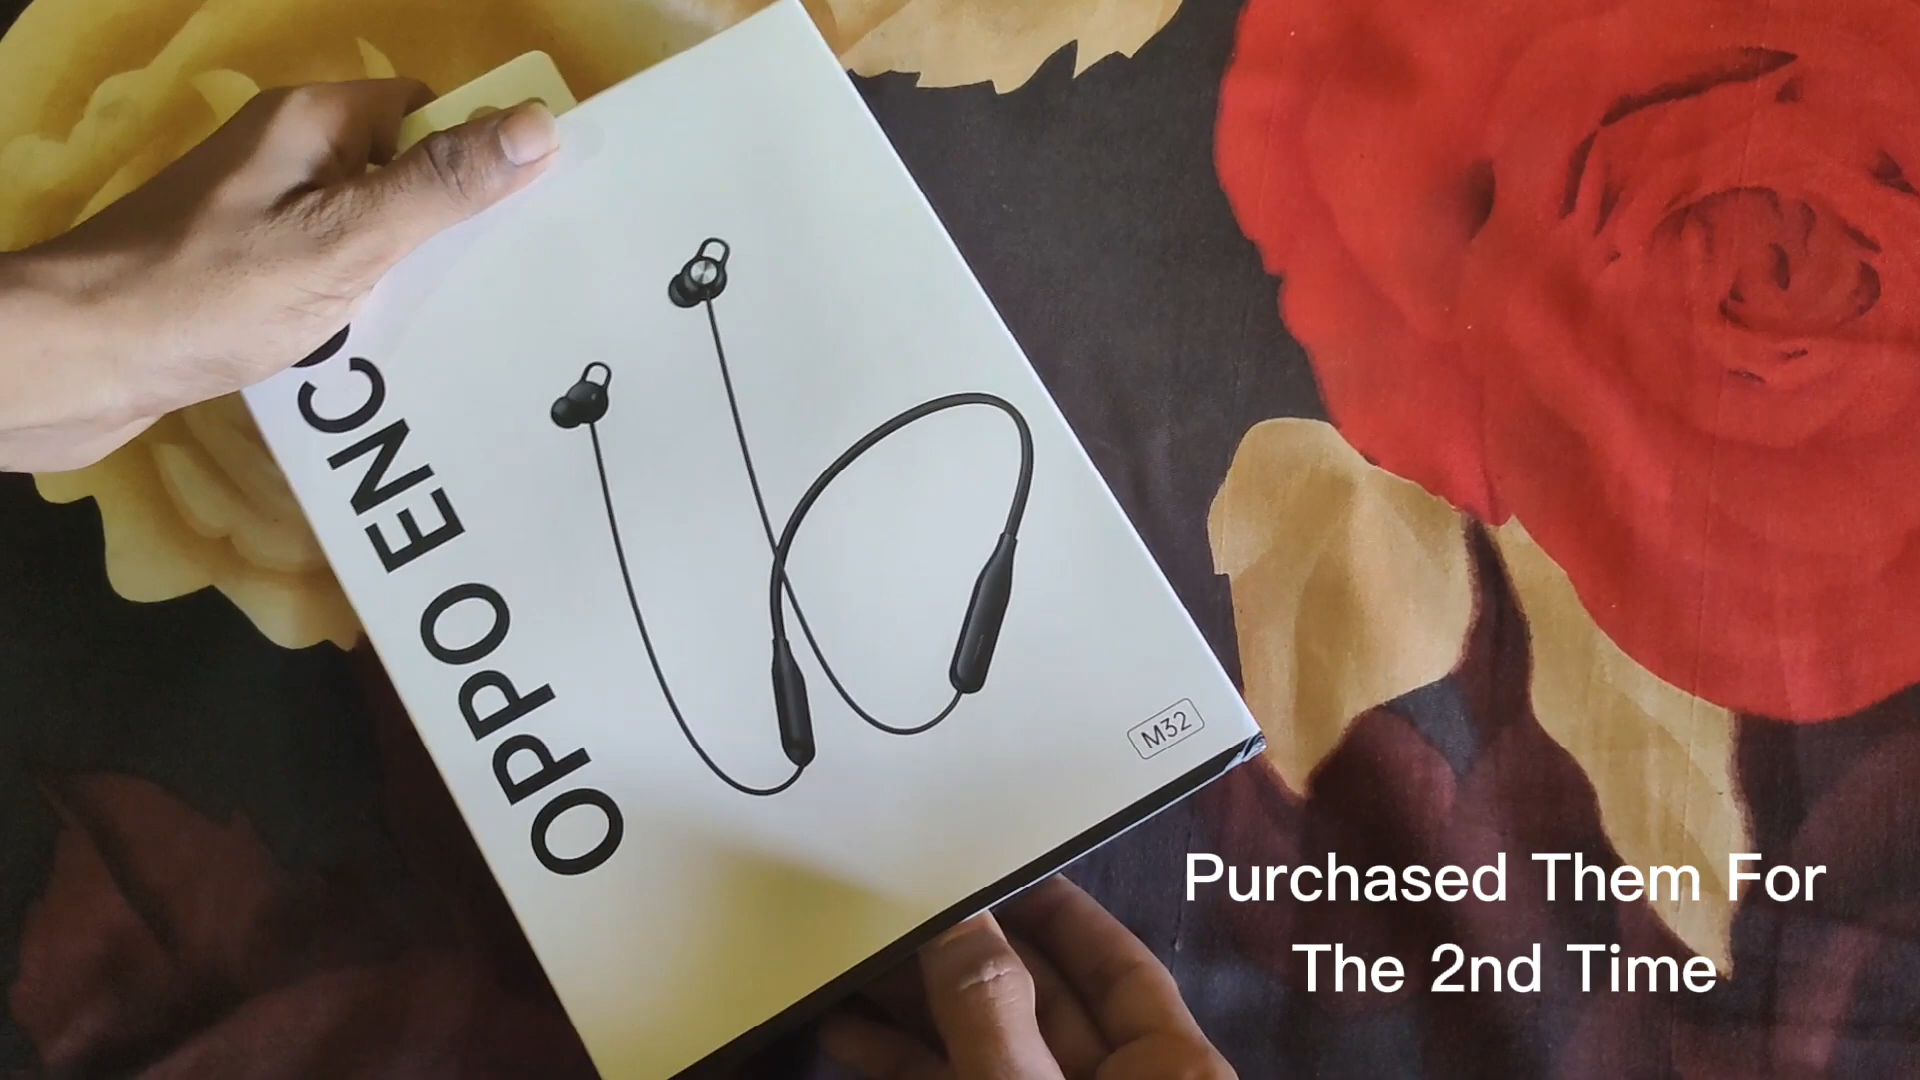 OPPO ENC
M32
Purchased Them For
The 2nd Time